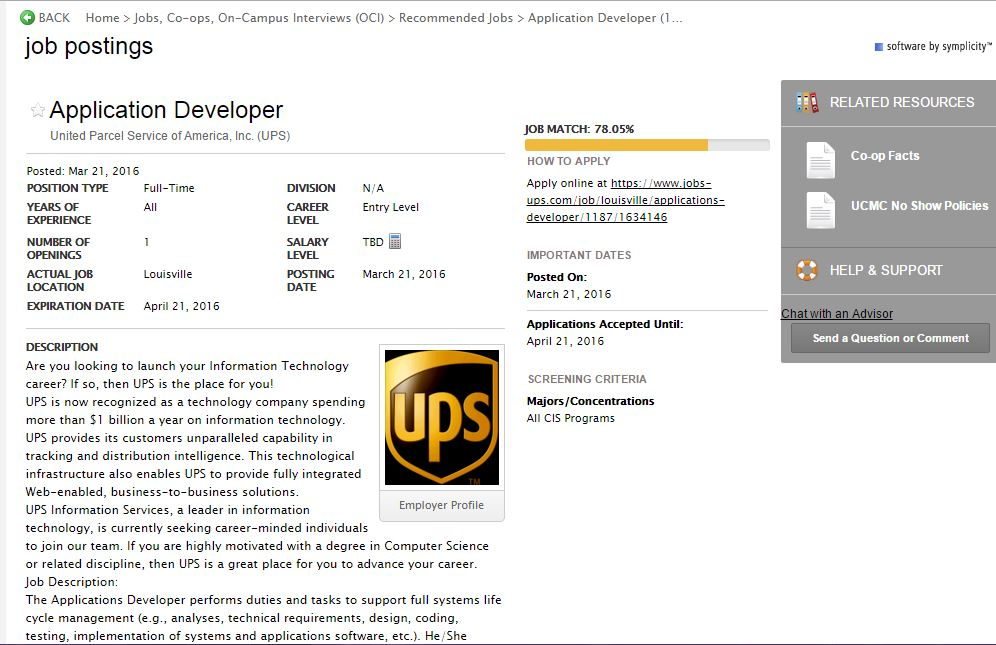 BACK Home > Jobs, Co-ops, On-Campus Interviews (OCI) > Recommended Jobs > Application Developer (1...
job postings
software by symplicity™
Application Developer
United Parcel Service of America, Inc. (UPS)
Posted: Mar 21, 2016
POSITION TYPE Full-Time DIVISION N/A
YEARS OF EXPERIENCE All CAREER LEVEL Entry Level
NUMBER OF OPENINGS 1 SALARY LEVEL TBD
ACTUAL JOB LOCATION Louisville POSTING DATE March 21, 2016
EXPIRATION DATE April 21, 2016
DESCRIPTION
Are you looking to launch your Information Technology
career? If so, then UPS is the place for you!
UPS is now recognized as a technology company spending
more than $1 billion a year on information technology.
UPS provides its customers unparalleled capability in
tracking and distribution intelligence. This technological
infrastructure also enables UPS to provide fully integrated
Web-enabled, business-to-business solutions.
UPS Information Services, a leader in information
technology, is currently seeking career-minded individuals
to join our team. If you are highly motivated with a degree in Computer Science
or related discipline, then UPS is a great place for you to advance your career.
Job Description:
The Applications Developer performs duties and tasks to support full systems life
cycle management (e.g., analyses, technical requirements, design, coding,
testing, implementation of systems and applications software, etc.). He/She
ups
TM
Employer Profile
JOB MATCH: 78.05%
HOW TO APPLY
Apply online at https://www.jobs-
ups.com/job/louisville/applications-
developer/1187/1634146
IMPORTANT DATES
Posted On:
March 21, 2016
Applications Accepted Until:
April 21, 2016
SCREENING CRITERIA
Majors/Concentrations
All CIS Programs
RELATED RESOURCES
Co-op Facts
UCMC No Show Policies
HELP & SUPPORT
Chat with an Advisor
Send a Question or Comment